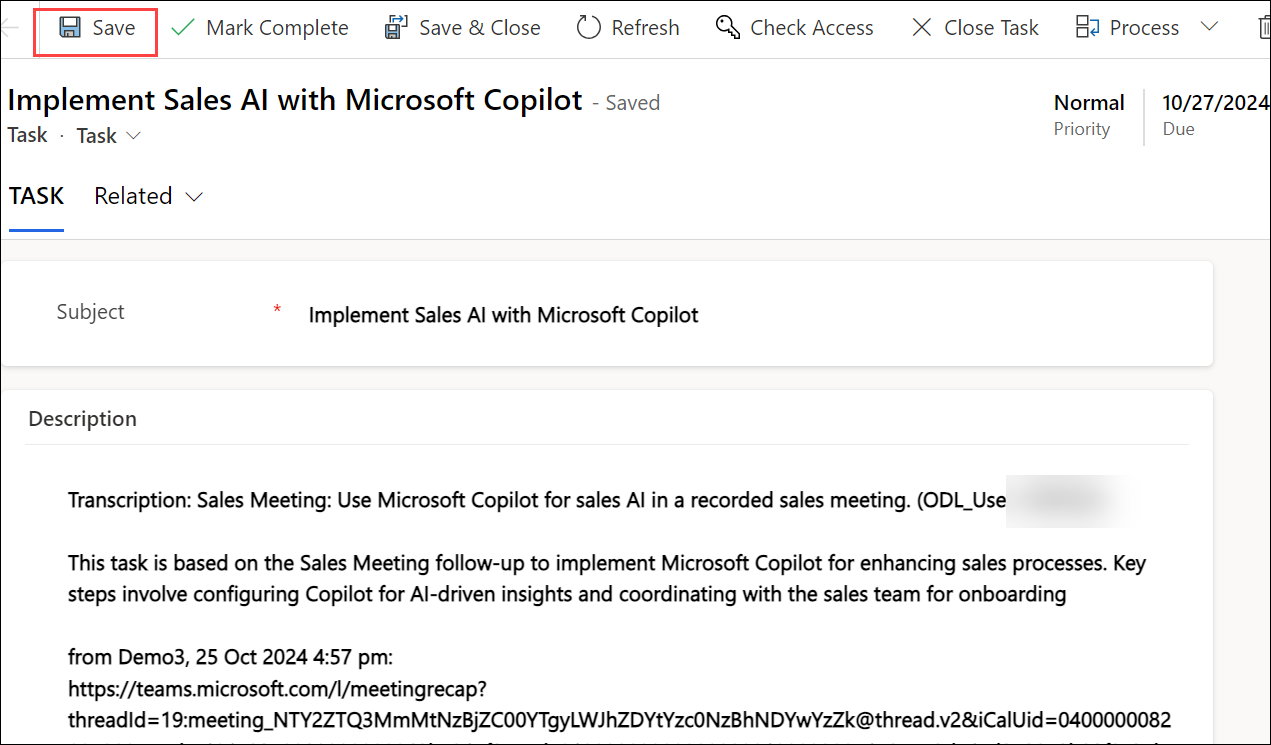 Save Mark Complete Save & Close Refresh Check Access Close Task Process
Implement Sales AI with Microsoft Copilot - Saved
Task · Task
Normal
Priority
10/27/2024
Due
TASK Related
Subject * Implement Sales AI with Microsoft Copilot
Description
Transcription: Sales Meeting: Use Microsoft Copilot for sales AI in a recorded sales meeting. (ODL_Use
This task is based on the Sales Meeting follow-up to implement Microsoft Copilot for enhancing sales processes. Key
steps involve configuring Copilot for AI-driven insights and coordinating with the sales team for onboarding
from Demo3, 25 Oct 2024 4:57 pm:
https://teams.microsoft.com/l/meetingrecap?
threadId=19:meeting_NTY2ZTQ3MmMtNzBjZC00YTgyLWJhZDYtYzc0NzBhNDYwYzZk@thread.v2&iCalUid=0400000082